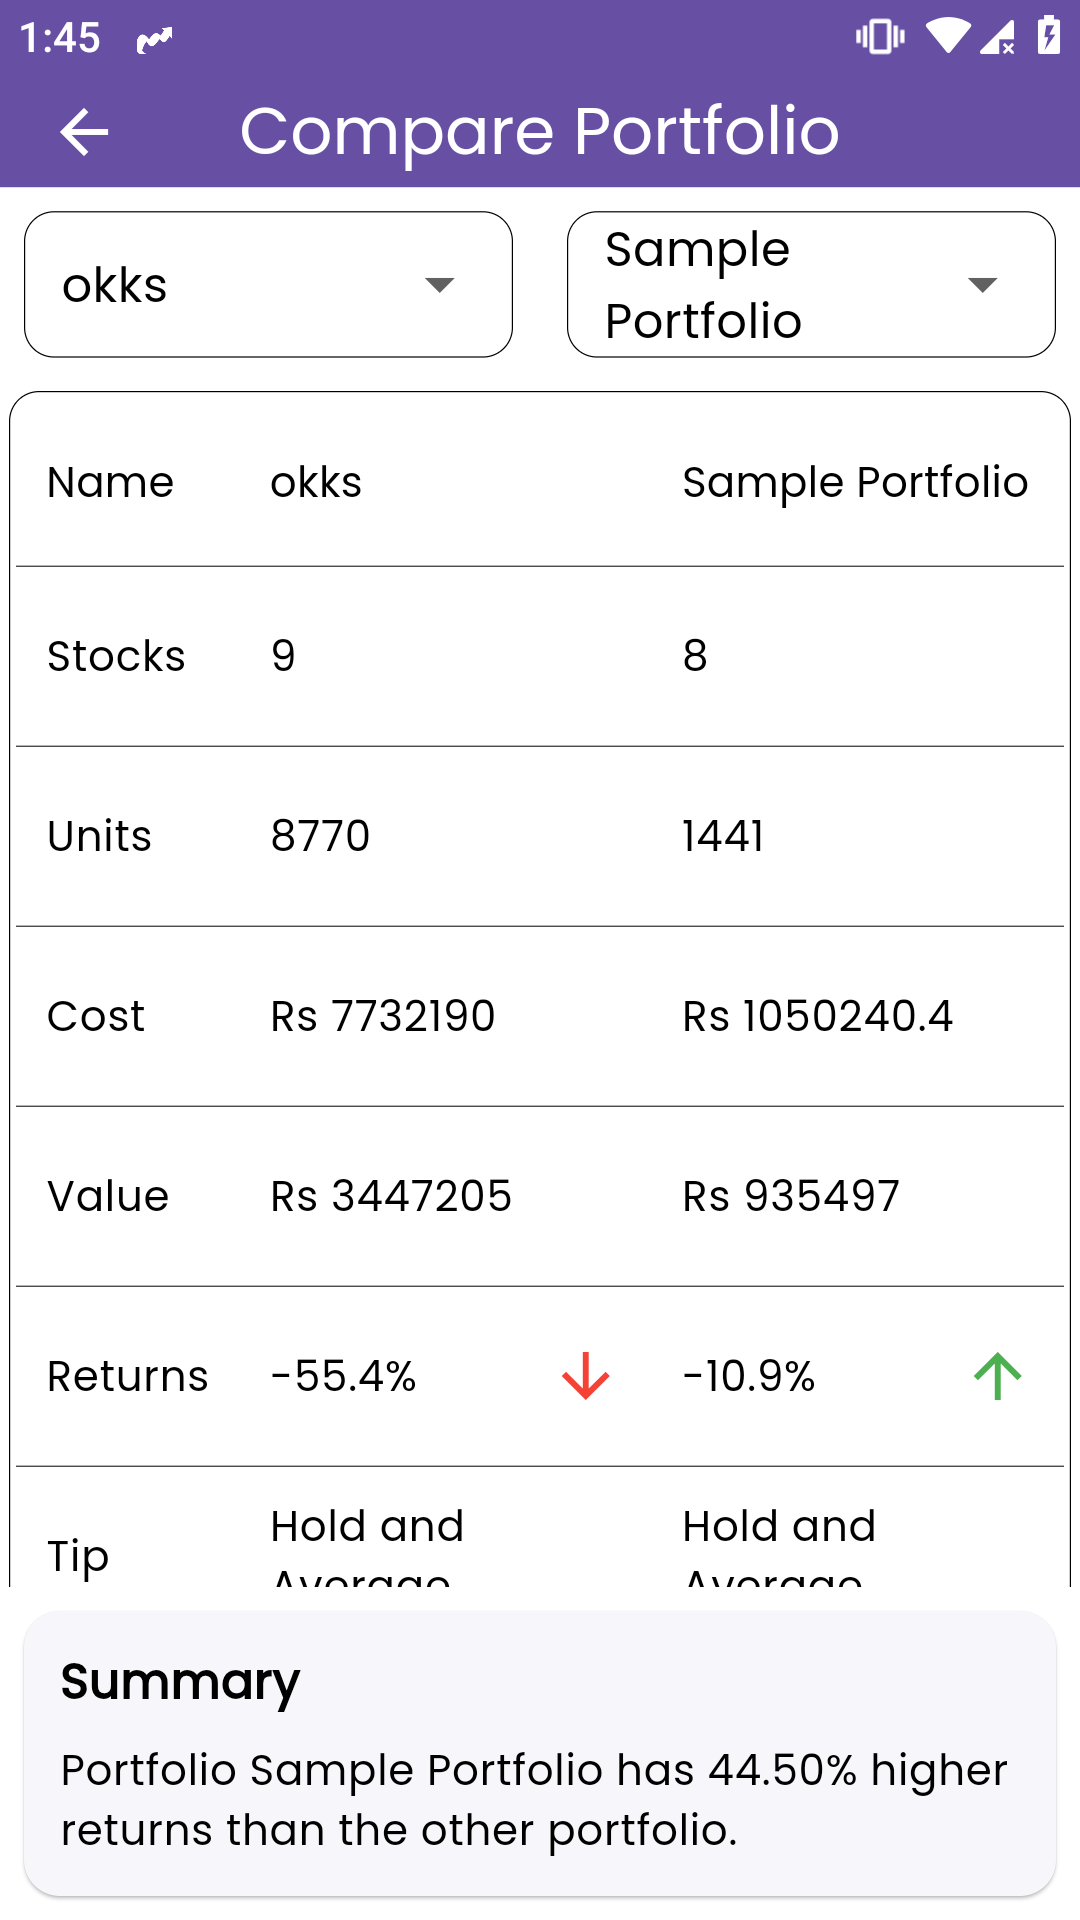 1:45
Compare Portfolio
okks
Sample
Portfolio
Name okks Sample Portfolio
Stocks 9 8
Units 8770 1441
Cost Rs 7732190 Rs 1050240.4
Value Rs 3447205 Rs 935497
Returns -55.4% -10.9%
Tip Hold and Hold and
Average Average
Summary
Portfolio Sample Portfolio has 44.50% higher
returns than the other portfolio.